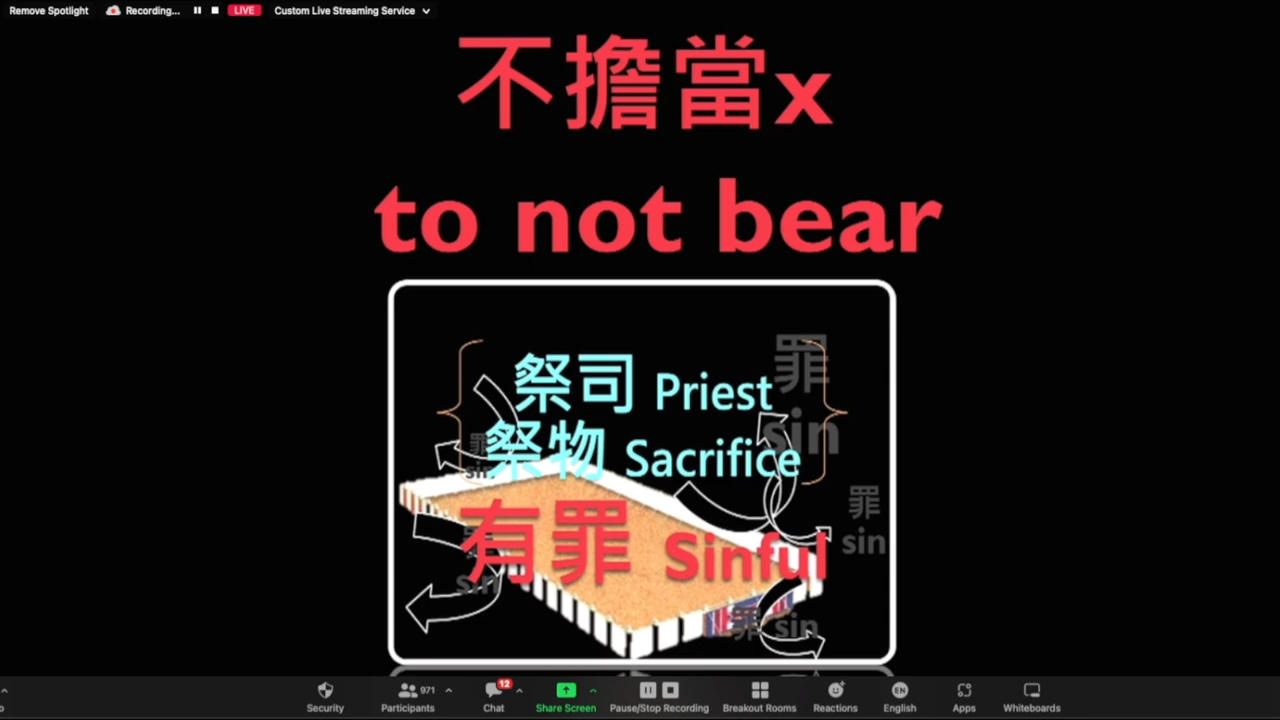 Remove Spotlight Recording... LIVE Custom Live Streaming Service
不擔當x
to not bear
罪
sin
祭司 Priest
祭物 Sacrifice
罪
sin
有罪 Sinful
罪
sin
罪
sin
罪 sin
971
12
EN
Security Participants Chat Share Screen Pause/Stop Recording Breakout Rooms Reactions English Apps Whiteboards